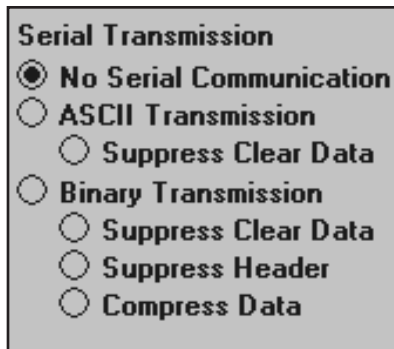 Serial Transmission
No Serial Communication
ASCII Transmission
Suppress Clear Data
Binary Transmission
Suppress Clear Data
Suppress Header
Compress Data